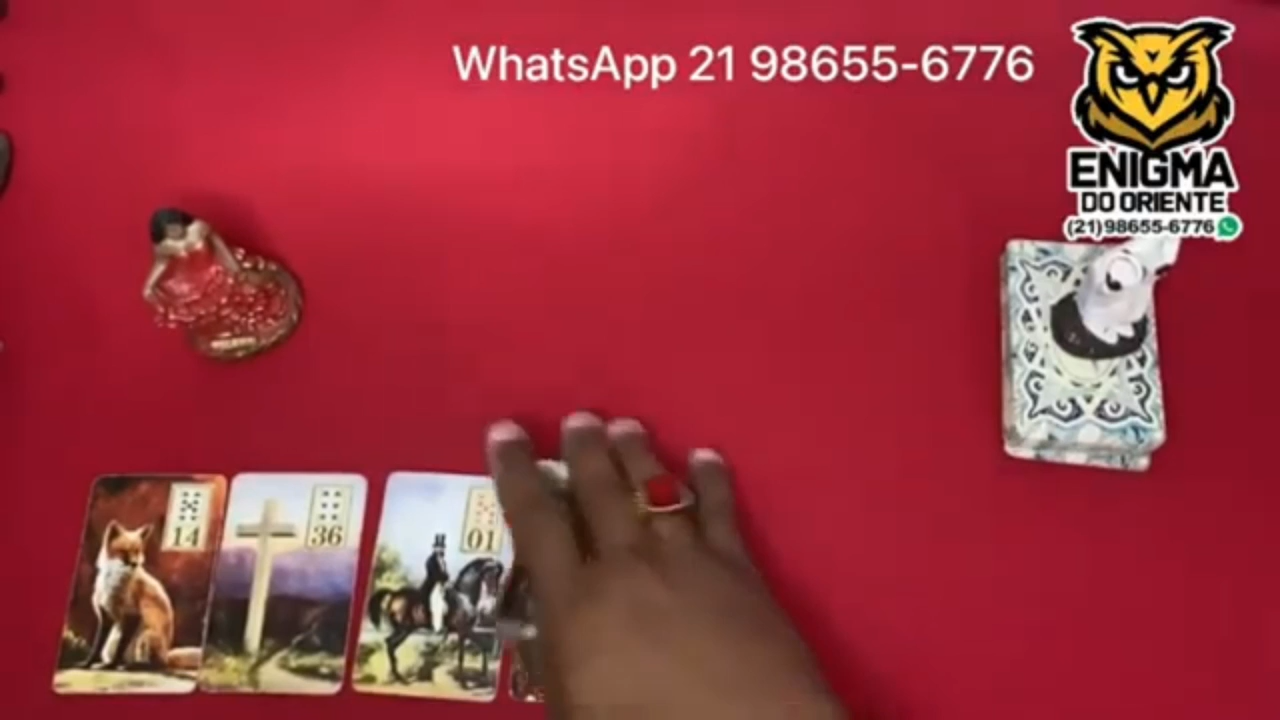 WhatsApp 21 98655-6776
ENIGMA
DO ORIENTE
(21)98655-6776
14
36
01